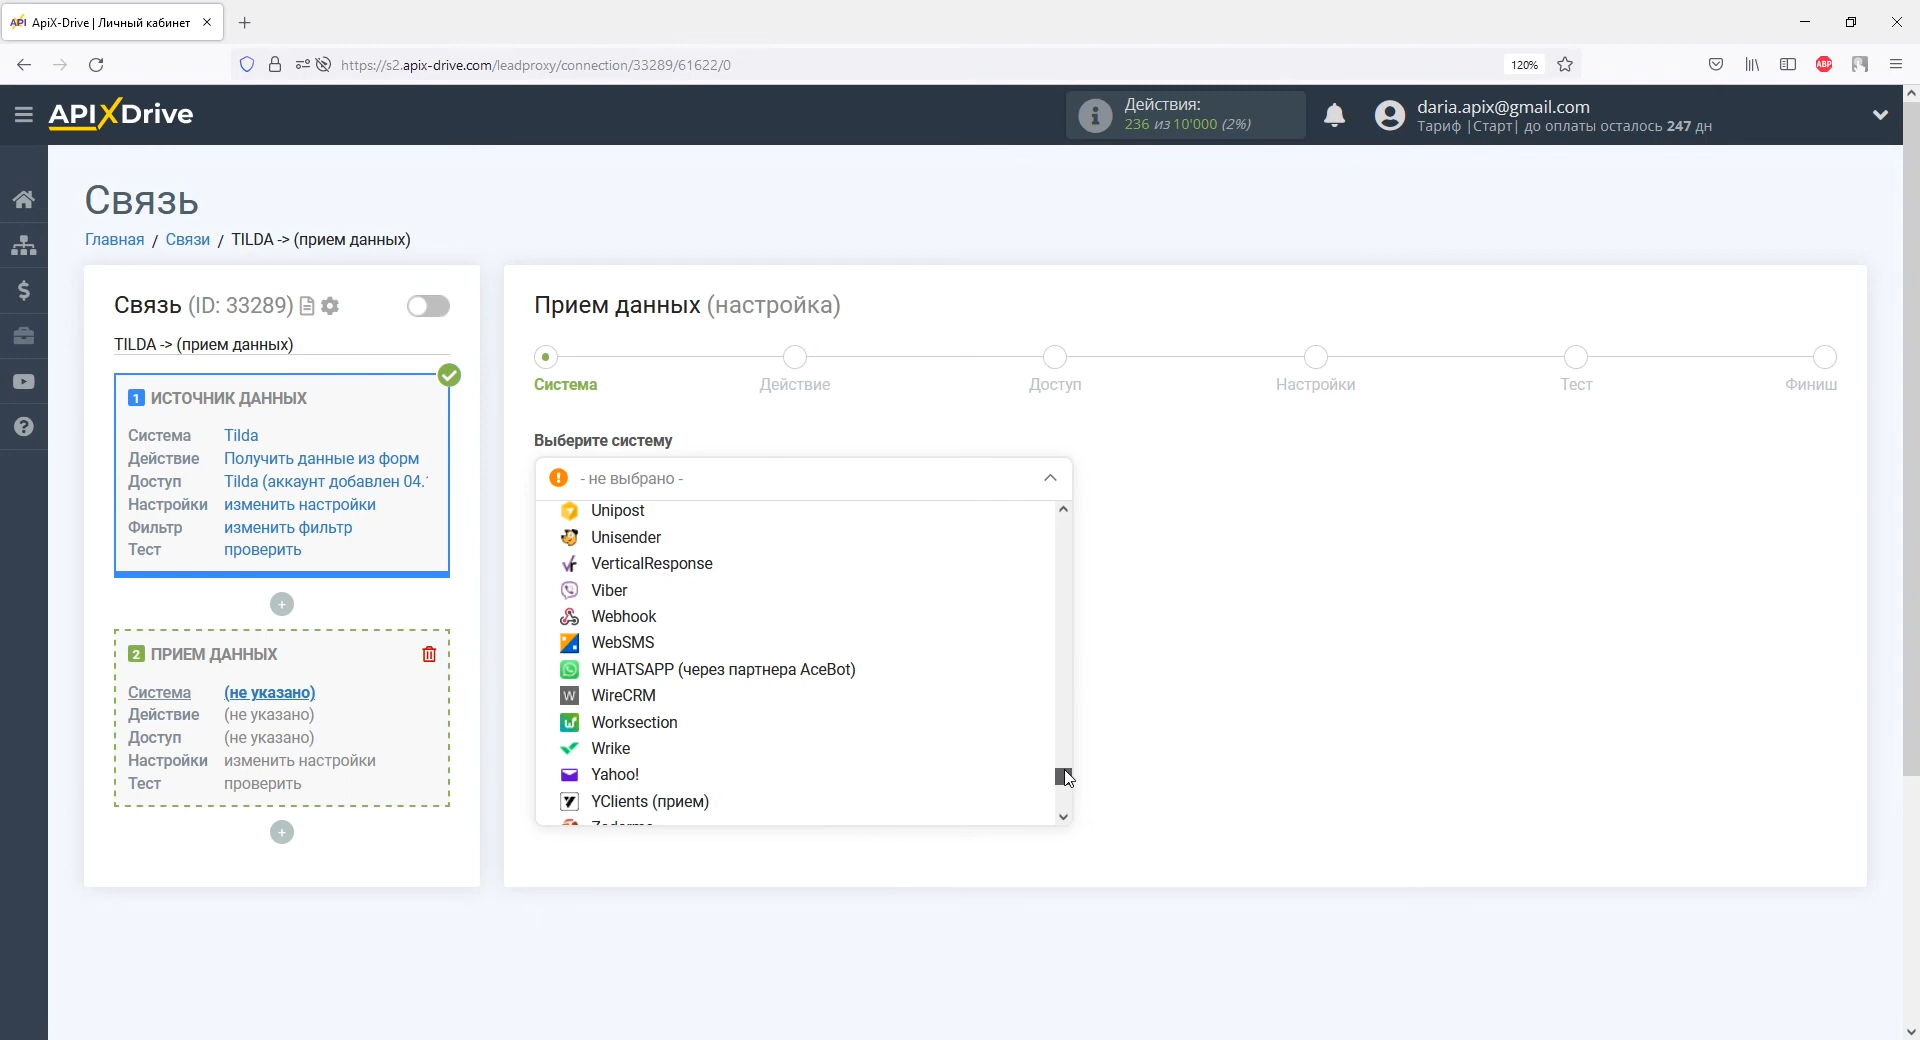 ApiX-Drive | Личный кабинет
https://s2.apix-drive.com/leadproxy/connection/33289/61622/0
120%
ABP
APIXDrive
Действия:
236 из 10'000 (2%)
daria.apix@gmail.com
Тариф |Старт| до оплаты осталось 247 дн
Связь
Главная / Связи / TILDA -> (прием данных)
Связь (ID: 33289)
TILDA -> (прием данных)
1 ИСТОЧНИК ДАННЫХ
Система Tilda
Действие Получить данные из форм
Доступ Tilda (аккаунт добавлен 04.
Настройки изменить настройки
Фильтр изменить фильтр
Тест проверить
2 ПРИЕМ ДАННЫХ
Система (не указано)
Действие (не указано)
Доступ (не указано)
Настройки изменить настройки
Тест проверить
Прием данных (настройка)
Система
Действие
Доступ
Настройки
Тест
Финиш
Выберите систему
- не выбрано -
Unipost
Unisender
VerticalResponse
Viber
Webhook
WebSMS
WHATSAPP (через партнера AceBot)
WireCRM
Worksection
Wrike
Yahoo!
YClients (прием)